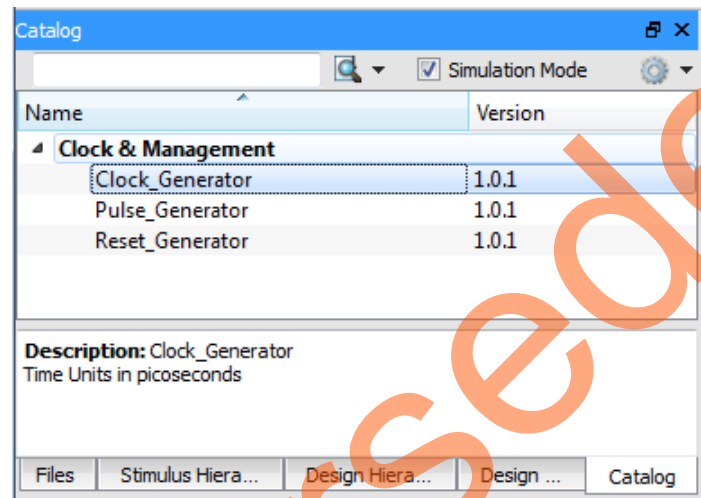 Catalog
Simulation Mode
Name Version
Clock & Management
Clock_Generator 1.0.1
Pulse_Generator 1.0.1
Reset_Generator 1.0.1
Description: Clock_Generator
Time Units in picoseconds
Files Stimulus Hiera... Design Hiera... Design ... Catalog